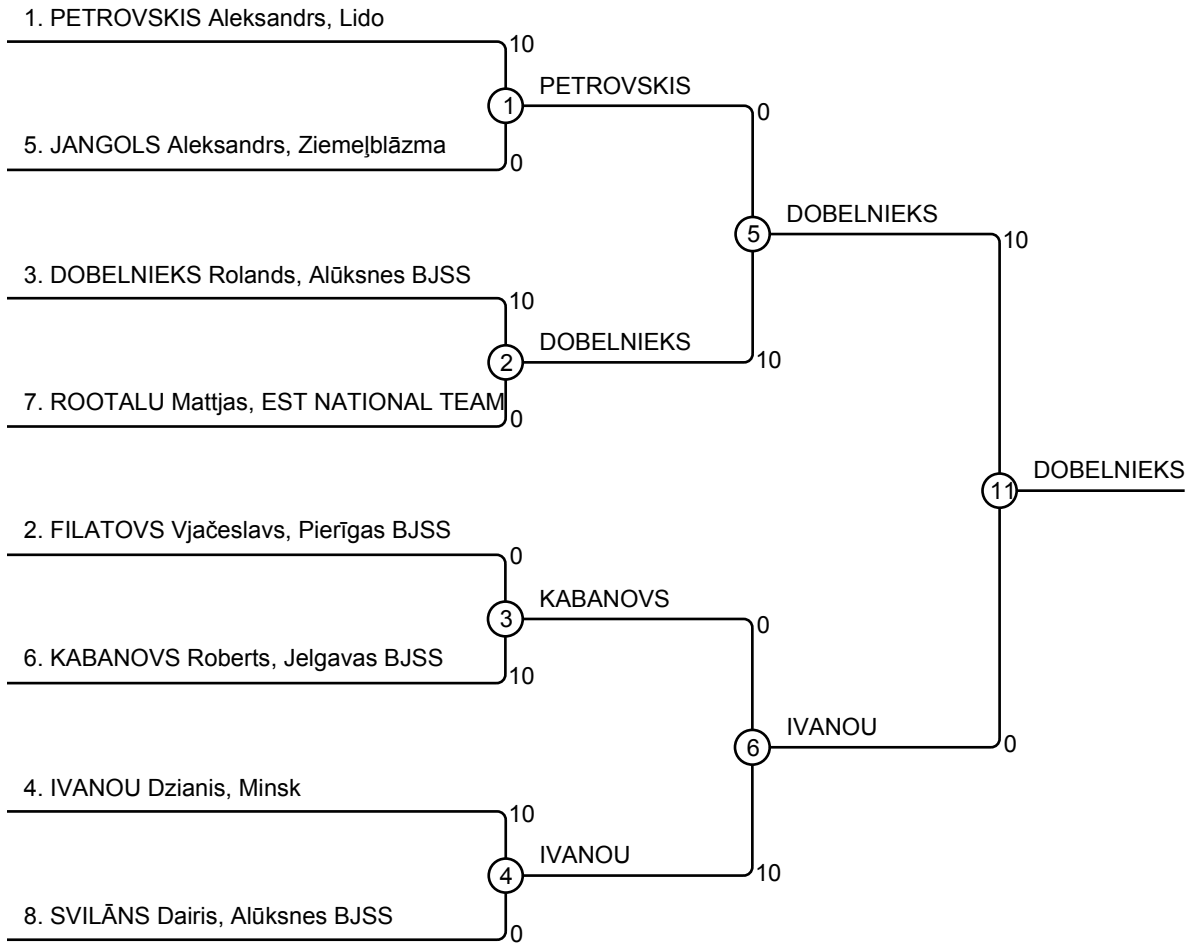 1. PETROVSKIS Aleksandrs, Lido
10
1
PETROVSKIS
0
5. JANGOLS Aleksandrs, Ziemeļblāzma
0
5
DOBELNIEKS
10
3. DOBELNIEKS Rolands, Alūksnes BJSS
10
2
DOBELNIEKS
10
7. ROOTALU Mattjas, EST NATIONAL TEAM
0
11
DOBELNIEKS
2. FILATOVS Vjačeslavs, Pierīgas BJSS
0
3
KABANOVS
0
6. KABANOVS Roberts, Jelgavas BJSS
10
6
IVANOU
0
4. IVANOU Dzianis, Minsk
10
4
IVANOU
10
8. SVILĀNS Dairis, Alūksnes BJSS
0